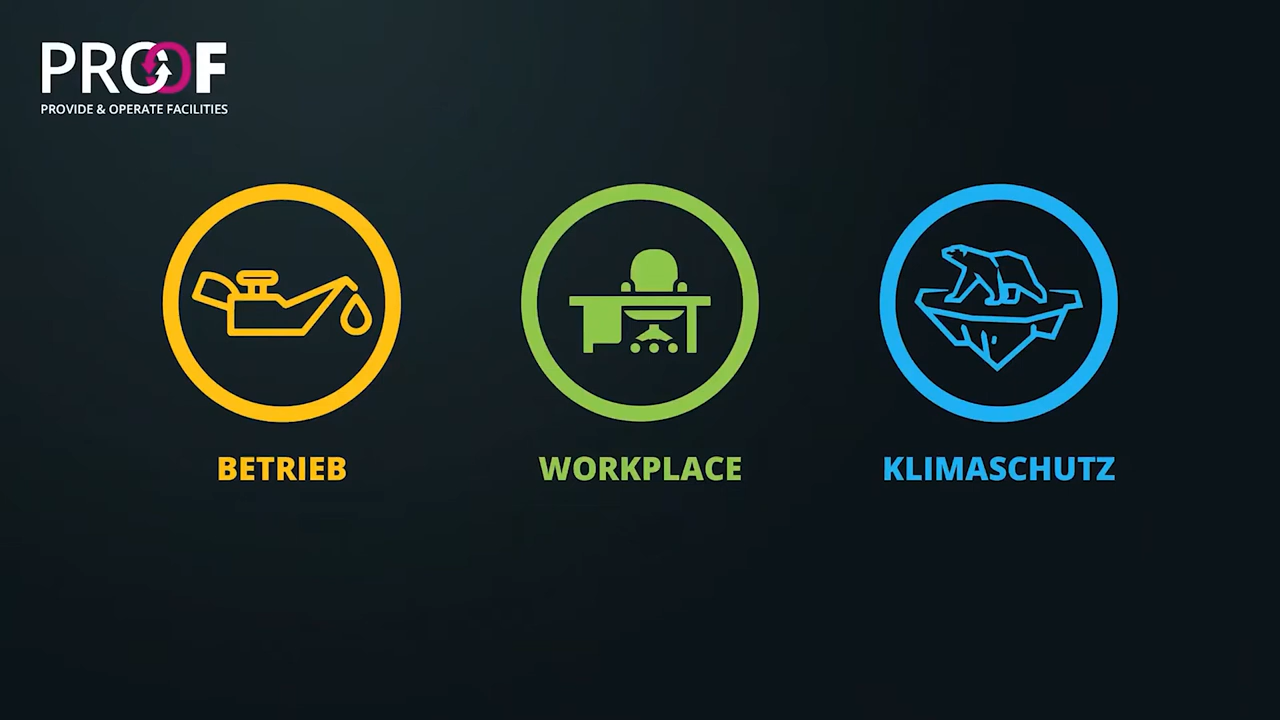 PROOF
PROVIDE & OPERATE FACILITIES
BETRIEB
WORKPLACE
KLIMASCHUTZ